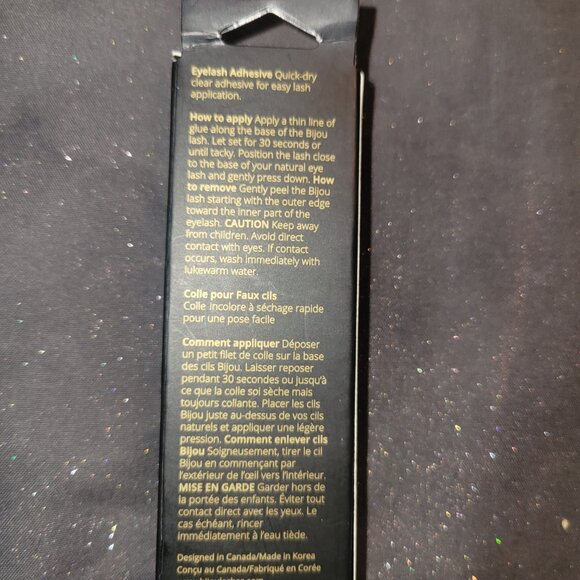 Eyelash Adhesive Quick-dry
clear adhesive for easy lash
application.
How to apply Apply a thin line of
glue along the base of the Bijou
lash. Let set for 30 seconds or
until tacky. Position the lash close
to the base of your natural eye
lash and gently press down. How
to remove Gently peel the Bijou
lash starting with the outer edge
toward the inner part of the
eyelash. CAUTION Keep away
from children. Avoid direct
contact with eyes. If contact
occurs, wash immediately with
lukewarm water.
Colle pour Faux cils
Colle incolore à séchage rapide
pour une pose facile
Comment appliquer Déposer
un petit filet de colle sur la base
des cils Bijou. Laisser reposer
pendant 30 secondes ou jusqu'à
ce que la colle soi sèche mais
toujours collante. Placer les cils
Bijou juste au-dessus de vos cils
naturels et appliquer une légère
pression. Comment enlever cils
Bijou Soigneusement, tirer le cil
Bijou en commençant par
l'extérieur de l'œil vers l'intérieur.
MISE EN GARDE Garder hors de
la portée des enfants. Éviter tout
contact direct avec les yeux. Le
cas échéant, rincer
immédiatement à l'eau tiède.
Designed in Canada/Made in Korea
Conçu au Canada/Fabriqué en Corée